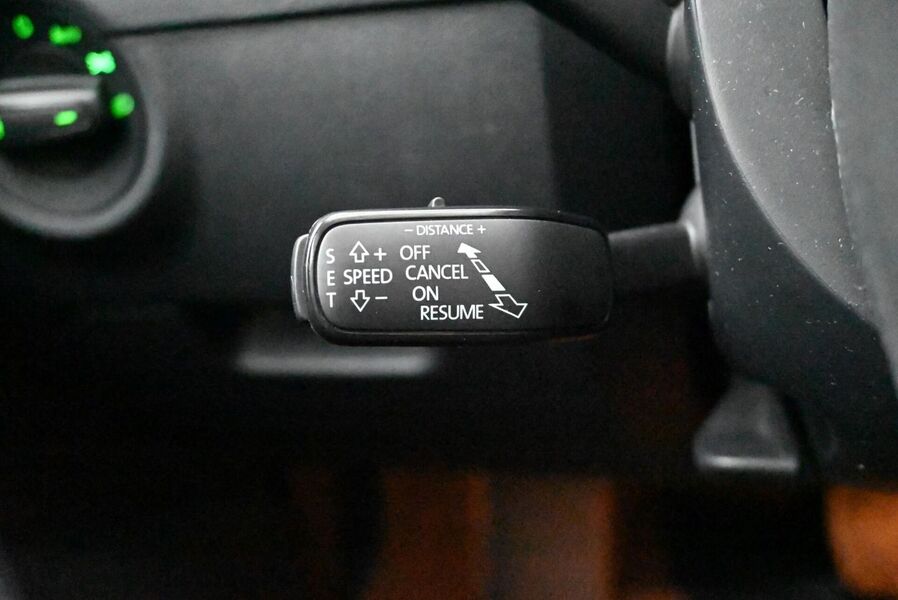 - DISTANCE +
S + OFF
E SPEED CANCEL
T - ON
RESUME